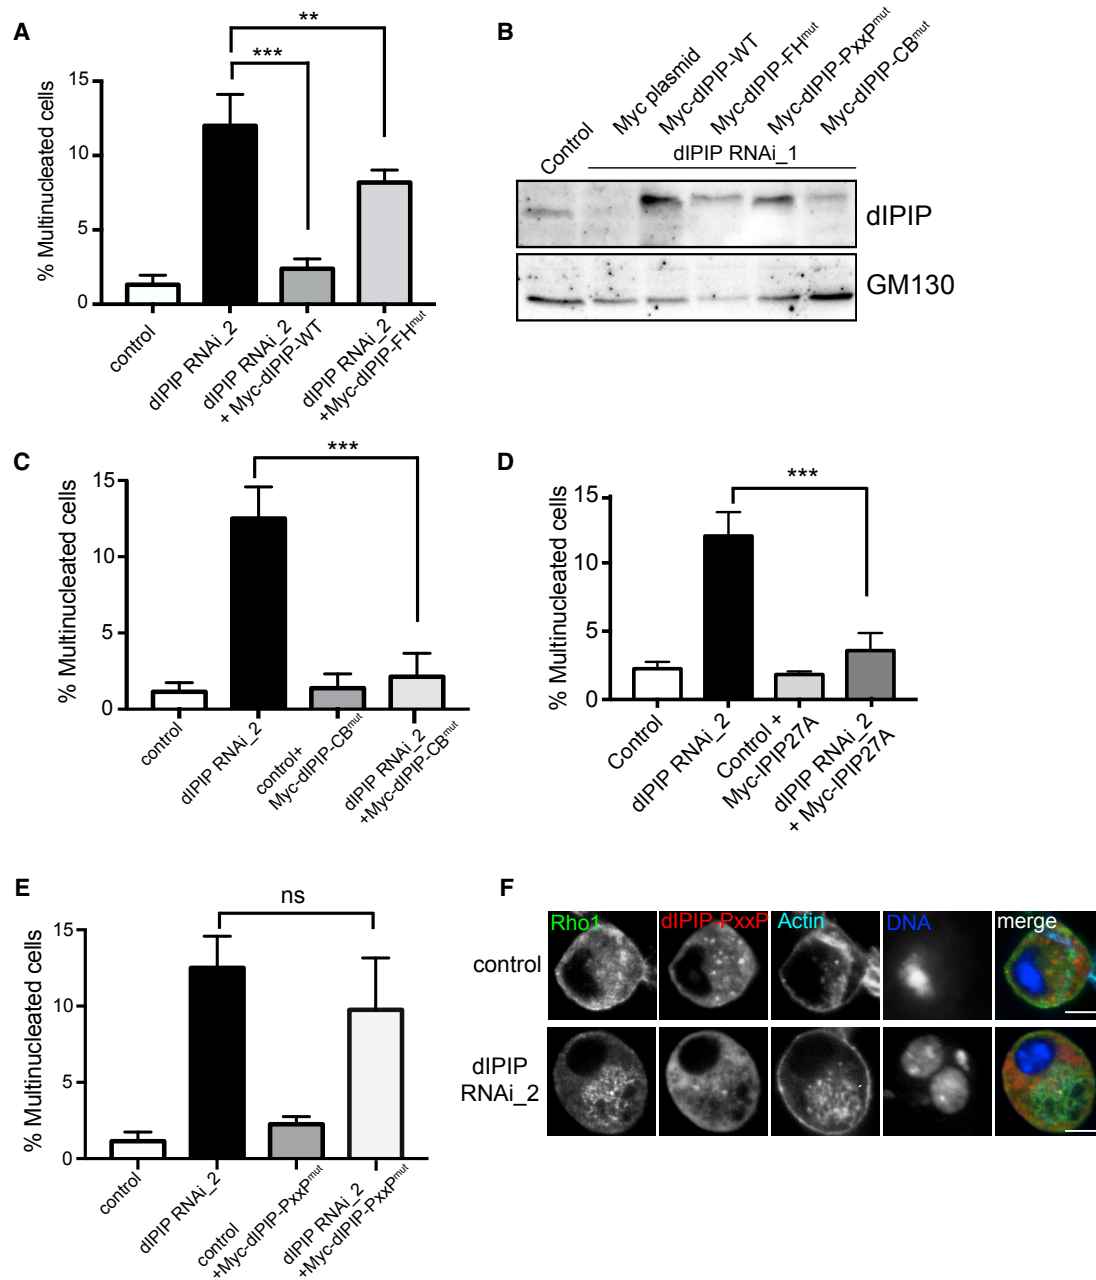 A
**
***
% Multinucleated cells
15
10
5
0
control
dIPIP RNAi_2
dIPIP RNAi_2
+ Myc-dIPIP-WT
dIPIP RNAi_2
+Myc-dIPIP-FHmut
B
Control
Myc plasmid
Myc-dIPIP-WT
Myc-dIPIP-FHmut
Myc-dIPIP-PxxPmut
Myc-dIPIP-CBmut
dIPIP RNAi_1
dIPIP
GM130
C
***
% Multinucleated cells
15
10
5
0
control
dIPIP RNAi_2
control+
Myc-dIPIP-CBmut
dIPIP RNAi_2
+Myc-dIPIP-CBmut
D
***
% Multinucleated cells
15
10
5
0
Control
dIPIP RNAi_2
Control +
Myc-IPIP27A
dIPIP RNAi_2
+ Myc-IPIP27A
E
ns
% Multinucleated cells
15
10
5
0
control
dIPIP RNAi_2
control
+Myc-dIPIP-PxxPmut
dIPIP RNAi_2
+Myc-dIPIP-PxxPmut
F
Rho1 dIPIP-PxxP Actin DNA merge
control
dIPIP
RNAi_2